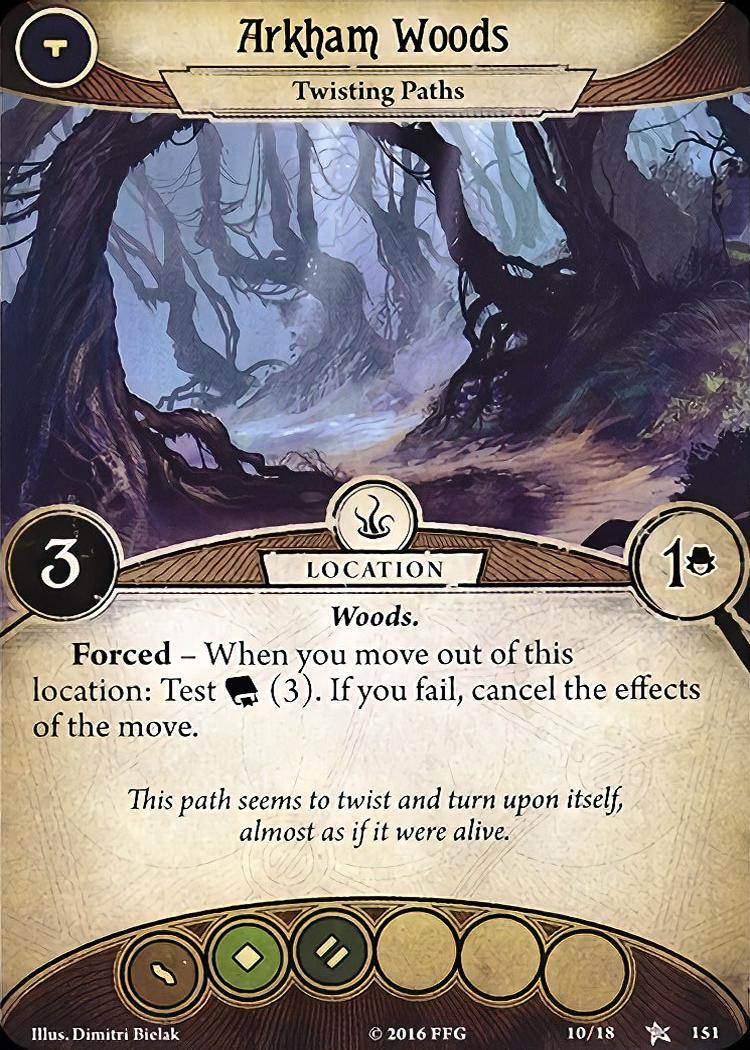 Arkham Woods
Twisting Paths
3
1
LOCATION
Woods.
Forced – When you move out of this
location: Test (3). If you fail, cancel the effects
of the move.
This path seems to twist and turn upon itself,
almost as if it were alive.
Illus. Dimitri Bielak © 2016 FFG 10/18 151